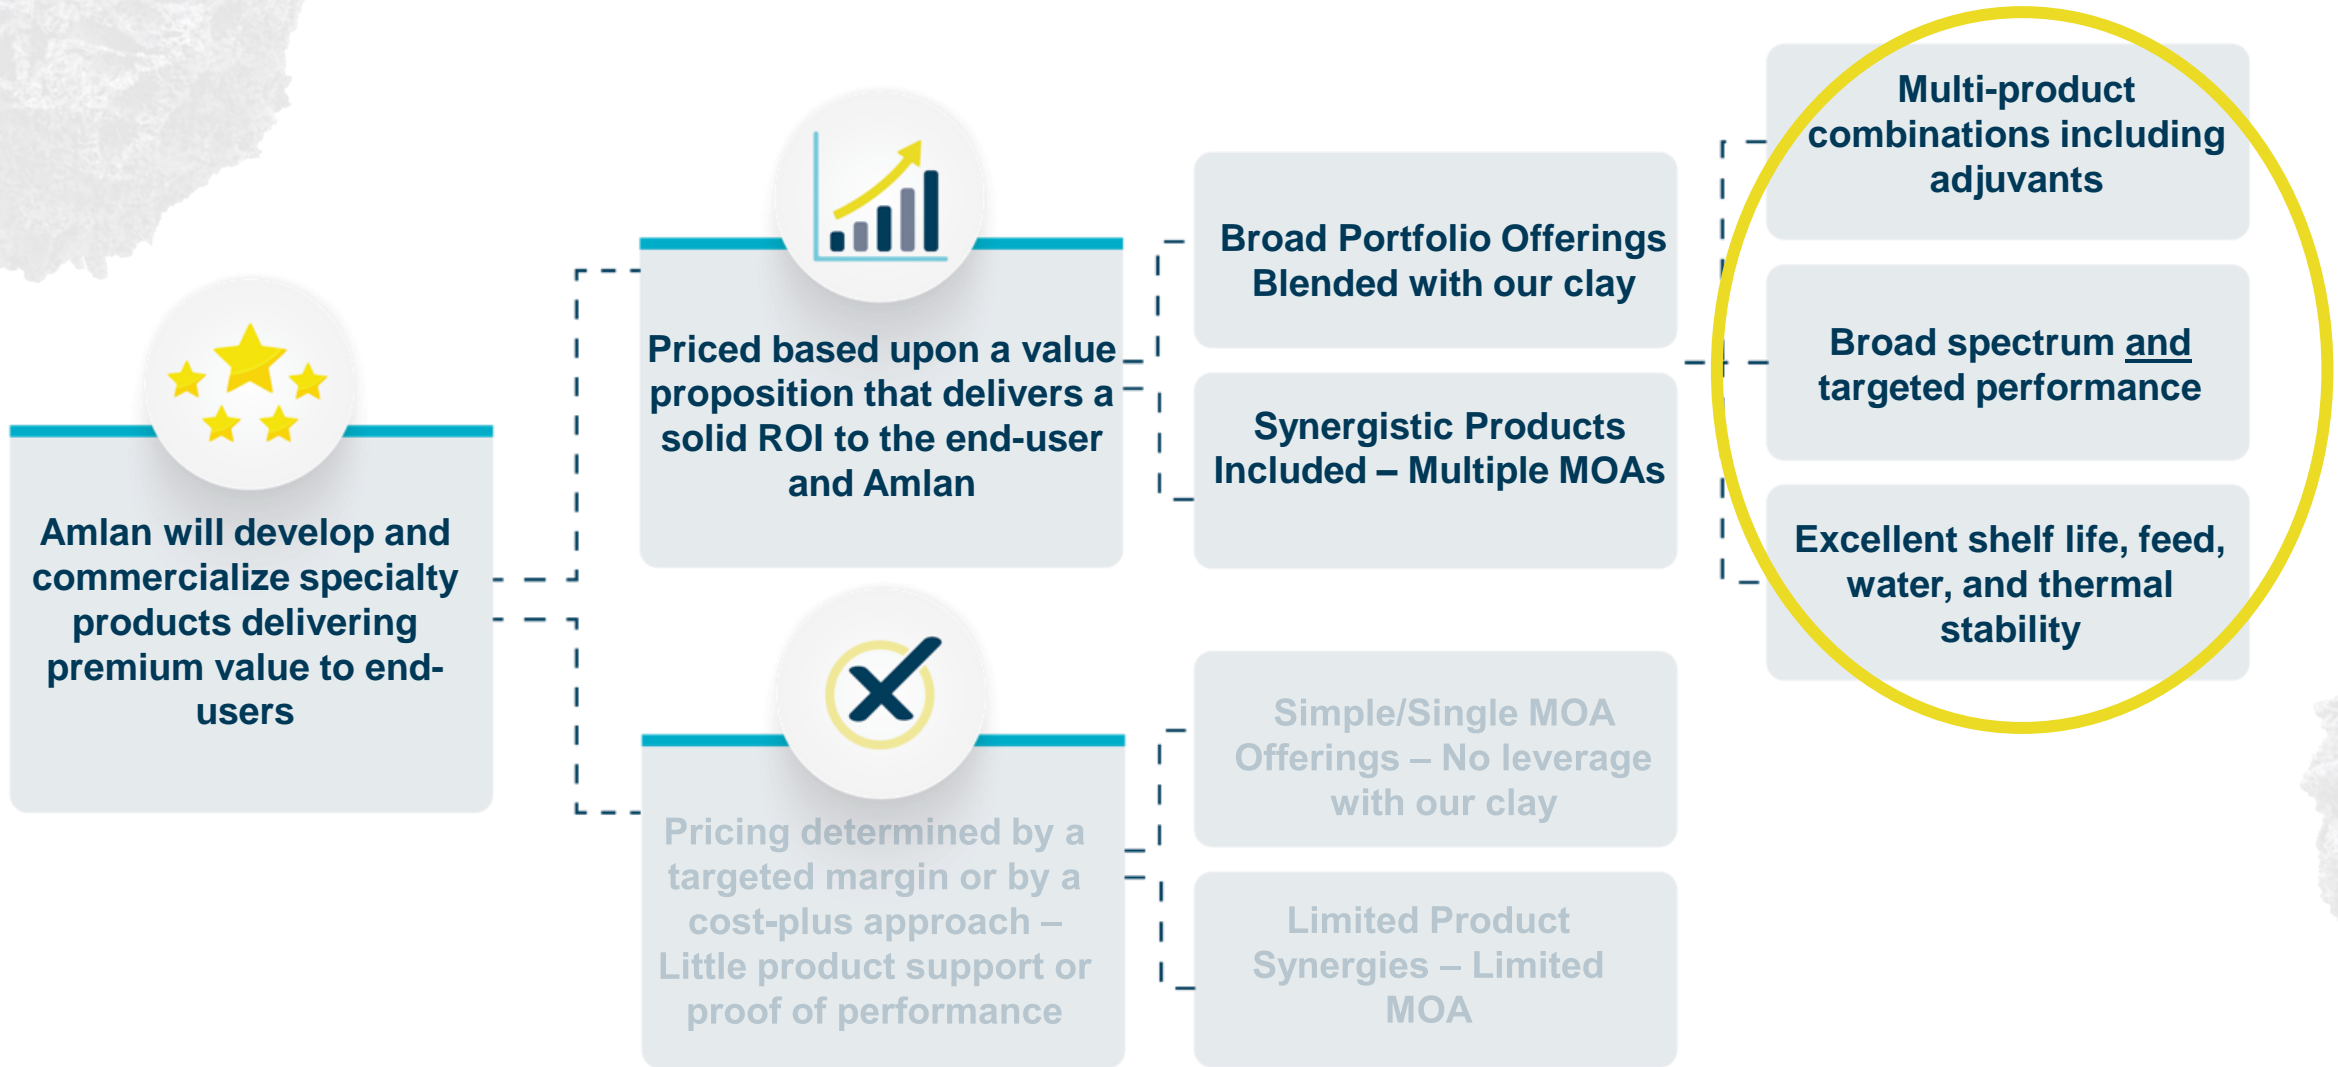 Amlan will develop and
commercialize specialty
products delivering
premium value to end-
users
Priced based upon a value
proposition that delivers a
solid ROI to the end-user
and Amlan
Broad Portfolio Offerings
Blended with our clay
Synergistic Products
Included – Multiple MOAs
Multi-product
combinations including
adjuvants
Broad spectrum and
targeted performance
Excellent shelf life, feed,
water, and thermal
stability
Pricing determined by a
targeted margin or by a
cost-plus approach –
Little product support or
proof of performance
Simple/Single MOA
Offerings – No leverage
with our clay
Limited Product
Synergies – Limited
MOA